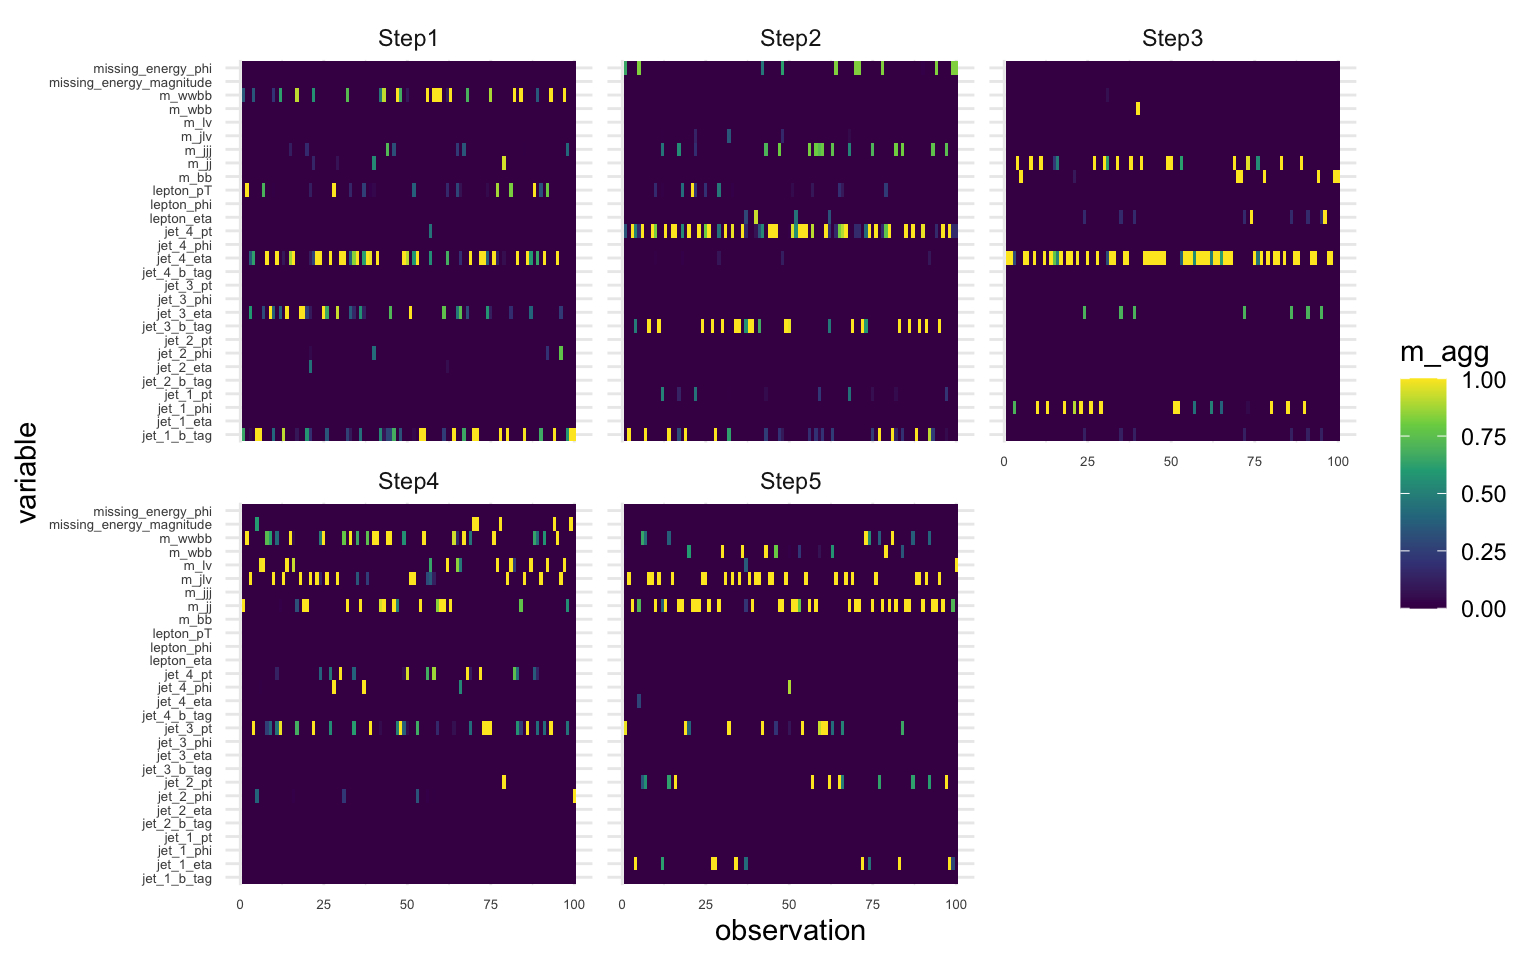 Step1 Step2 Step3
missing_energy_phi
missing_energy_magnitude
m_wwbb
m_wbb
m_lv
m_jlv
m_jjj
m_jj
m_bb
lepton_pT
lepton_phi
lepton_eta
jet_4_pt
jet_4_phi
jet_4_eta
jet_4_b_tag
jet_3_pt
jet_3_phi
jet_3_eta
jet_3_b_tag
jet_2_pt
jet_2_phi
jet_2_eta
jet_2_b_tag
jet_1_pt
jet_1_phi
jet_1_eta
jet_1_b_tag
0 25 50 75 100
variable
Step4 Step5
missing_energy_phi
missing_energy_magnitude
m_wwbb
m_wbb
m_lv
m_jlv
m_jjj
m_jj
m_bb
lepton_pT
lepton_phi
lepton_eta
jet_4_pt
jet_4_phi
jet_4_eta
jet_4_b_tag
jet_3_pt
jet_3_phi
jet_3_eta
jet_3_b_tag
jet_2_pt
jet_2_phi
jet_2_eta
jet_2_b_tag
jet_1_pt
jet_1_phi
jet_1_eta
jet_1_b_tag
0 25 50 75 100 0 25 50 75 100
observation
m_agg
1.00
0.75
0.50
0.25
0.00